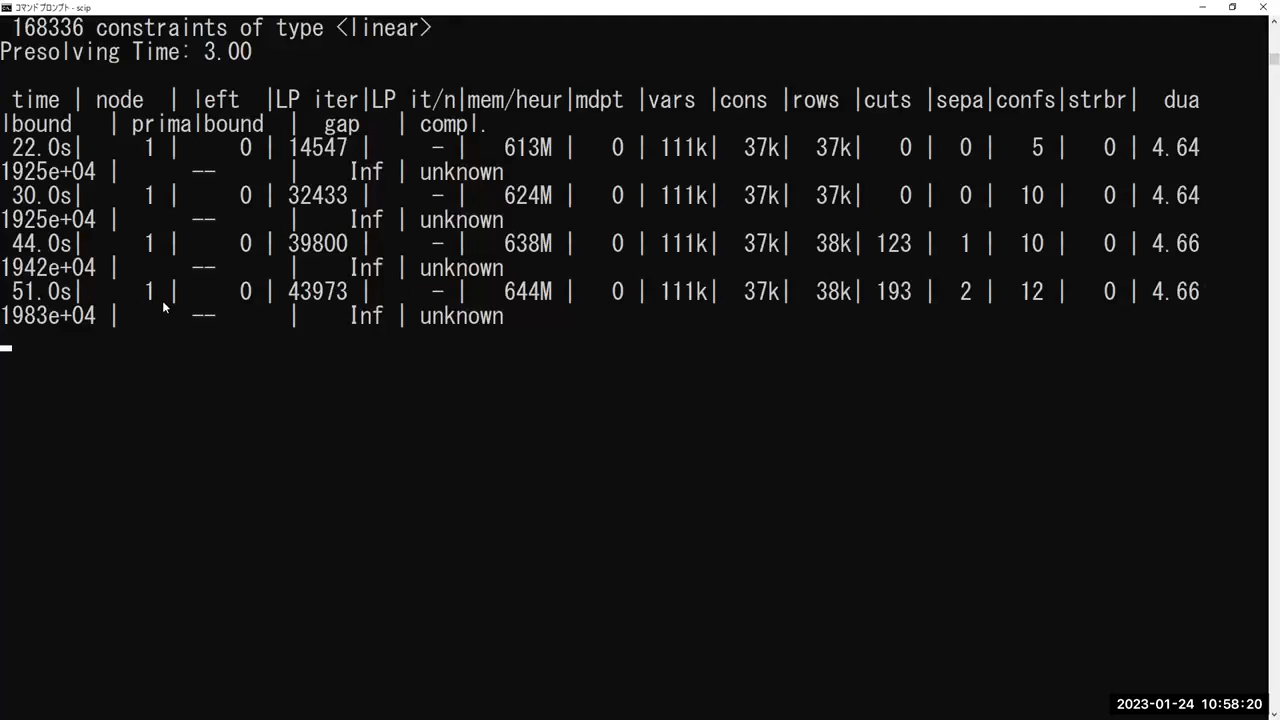 コマンド プロンプト - scip
168336 constraints of type <linear>
Presolving Time: 3.00
time | node  | left  |LP iter|LP it/n|mem/heur|mdpt |vars |cons |rows |cuts |sepa|confs|strbr|  dua
lbound   | primalbound  |  gap   | compl.
22.0s|     1 |     0 | 14547 |     - |   613M |   0 | 111k|  37k|  37k|   0 |  0 |   5 |   0 | 4.64
1925e+04 |      --      |    Inf | unknown
30.0s|     1 |     0 | 32433 |     - |   624M |   0 | 111k|  37k|  37k|   0 |  0 |  10 |   0 | 4.64
1925e+04 |      --      |    Inf | unknown
44.0s|     1 |     0 | 39800 |     - |   638M |   0 | 111k|  37k|  38k| 123 |  1 |  10 |   0 | 4.66
1942e+04 |      --      |    Inf | unknown
51.0s|     1 |     0 | 43973 |     - |   644M |   0 | 111k|  37k|  38k| 193 |  2 |  12 |   0 | 4.66
1983e+04 |      --      |    Inf | unknown
2023-01-24 10:58:20